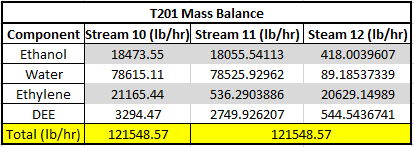 T201 Mass Balance
Component Stream 10 (lb/hr) Stream 11 (lb/hr) Steam 12 (lb/hr)
Ethanol 18473.55 18055.54113 418.0039607
Water 78615.11 78525.92962 89.18537339
Ethylene 21165.44 536.2903886 20629.14989
DEE 3294.47 2749.926207 544.5436741
Total (lb/hr) 121548.57 121548.57